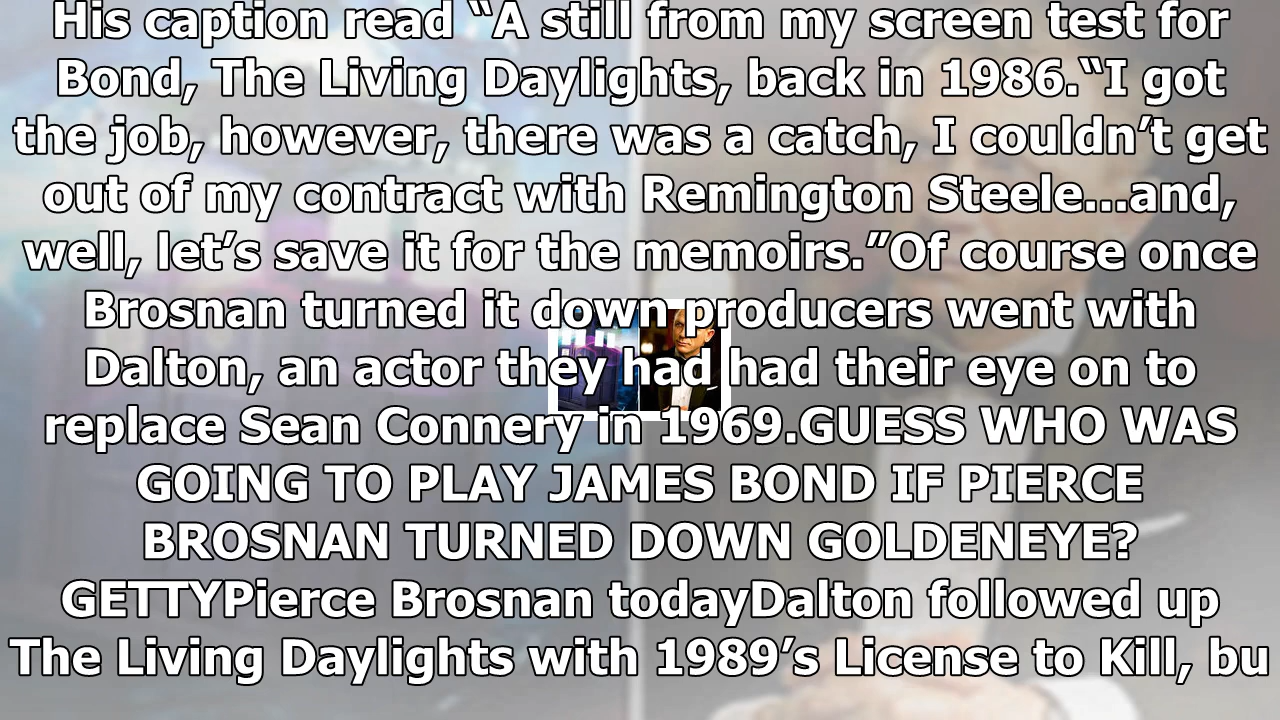 His caption read “A still from my screen test for
Bond, The Living Daylights, back in 1986.“I got
the job, however, there was a catch, I couldn’t get
out of my contract with Remington Steele...and,
well, let’s save it for the memoirs.”Of course once
Brosnan turned it down producers went with
Dalton, an actor they had had their eye on to
replace Sean Connery in 1969.GUESS WHO WAS
GOING TO PLAY JAMES BOND IF PIERCE
BROSNAN TURNED DOWN GOLDENEYE?
GETTYPierce Brosnan todayDalton followed up
The Living Daylights with 1989’s License to Kill, bu